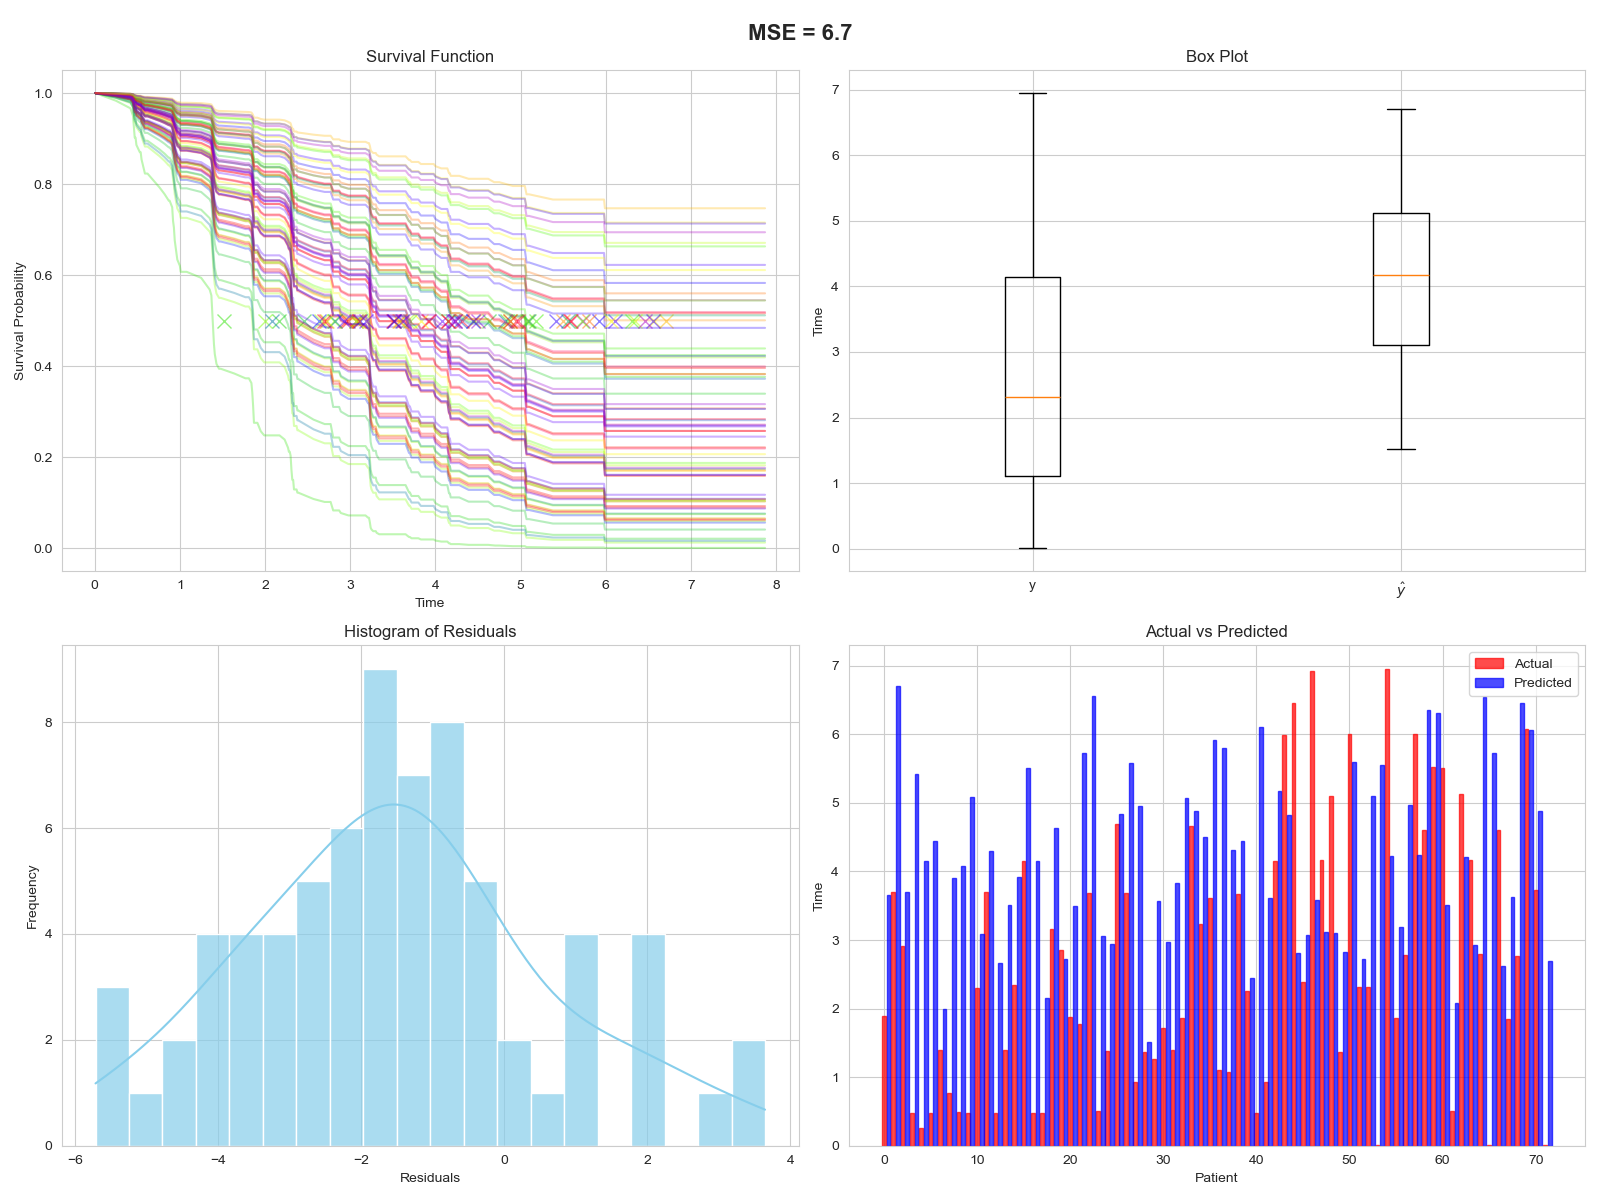 MSE = 6.7
Survival Function
Survival Probability
1.0
0.8
0.6
0.4
0.2
0.0
0 1 2 3 4 5 6 7 8
Time
Box Plot
Time
7
6
5
4
3
2
1
0
y
ŷ
Histogram of Residuals
Frequency
8
6
4
2
0
−6 −4 −2 0 2 4
Residuals
Actual vs Predicted
Time
7
6
5
4
3
2
1
0
Actual
Predicted
0 10 20 30 40 50 60 70
Patient